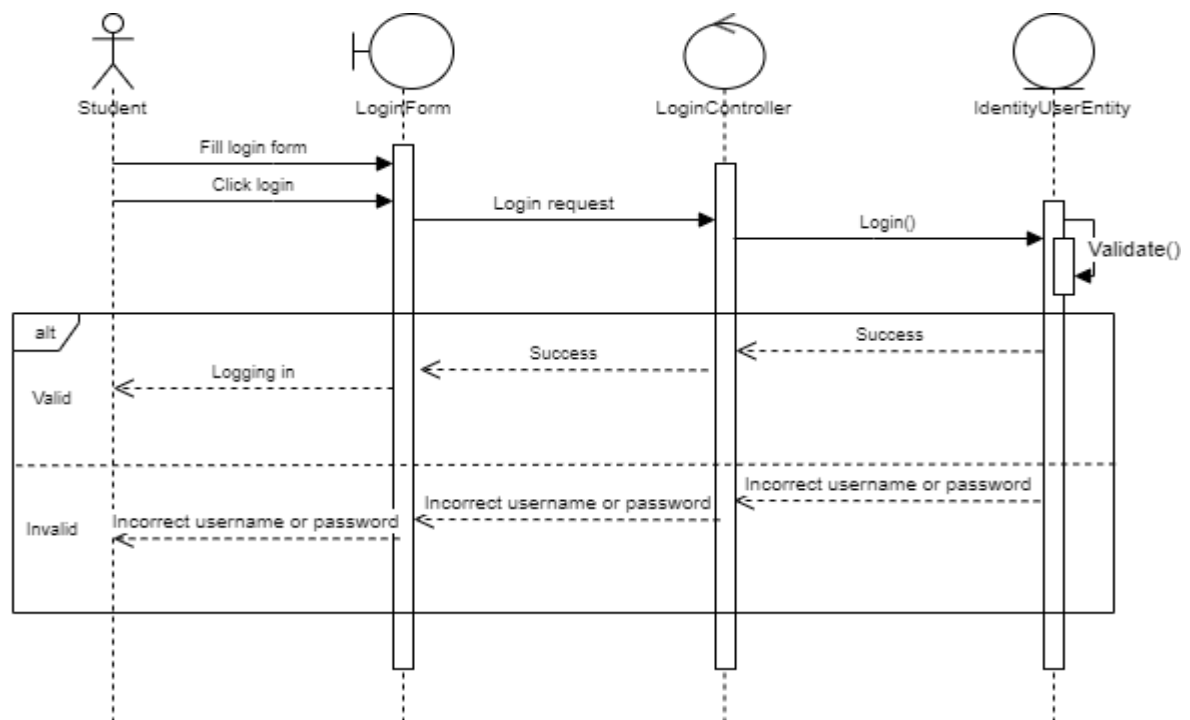 Student
LoginForm
LoginController
IdentityUserEntity
Fill login form
Click login
Login request
Login()
Validate()
alt
Success
Success
Logging in
Valid
Incorrect username or password
Incorrect username or password
Incorrect username or password
Invalid